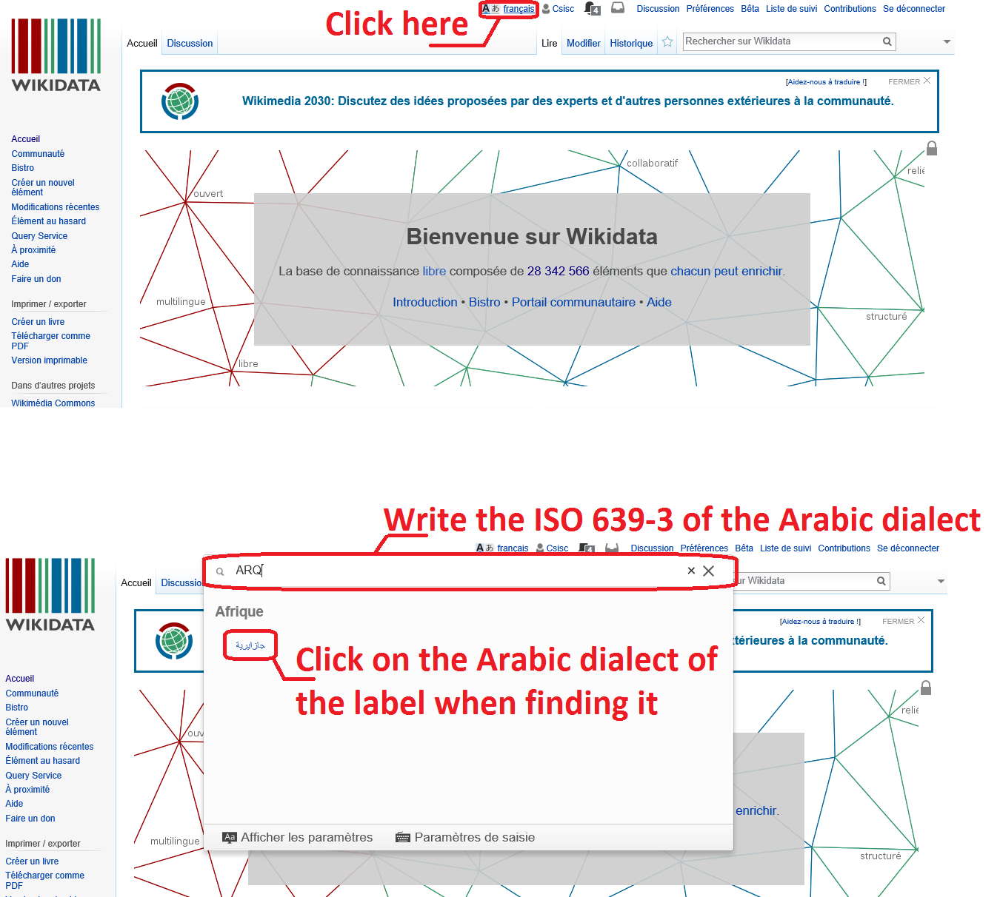 Click here
français Csisc 4 Discussion Préférences Bêta Liste de suivi Contributions Se déconnecter
Accueil Discussion Lire Modifier Historique Rechercher sur Wikidata
WIKIDATA
[Aidez-nous à traduire !] FERMER
Wikimedia 2030: Discutez des idées proposées par des experts et d'autres personnes extérieures à la communauté.
Accueil
Communauté
Bistro
Créer un nouvel
élément
Modifications récentes
Élément au hasard
Query Service
À proximité
Aide
Faire un don
Imprimer / exporter
Créer un livre
Télécharger comme
PDF
Version imprimable
Dans d'autres projets
Wikimédia Commons
collaboratif
relié
ouvert
Bienvenue sur Wikidata
La base de connaissance libre composée de 28 342 566 éléments que chacun peut enrichir.
Introduction • Bistro • Portail communautaire • Aide
multilingue
structuré
libre
Write the ISO 639-3 of the Arabic dialect
français Csisc 4 Discussion Préférences Bêta Liste de suivi Contributions Se déconnecter
ARQ
Accueil Discussio ur Wikidata
WIKIDATA
[Aidez-nous à traduire !] FERMER
térieures à la communauté.
Afrique
جازايرية
Click on the Arabic dialect of
the label when finding it
Accueil
Communauté
Bistro
Créer un nouvel
élément
Modifications récentes
Élément au hasard
Query Service
À proximité
Aide
Faire un don
Imprimer / exporter
Créer un livre
Télécharger comme
PDF
relié
ouv
enrichir.
multilingue
structuré
Afficher les paramètres Paramètres de saisie